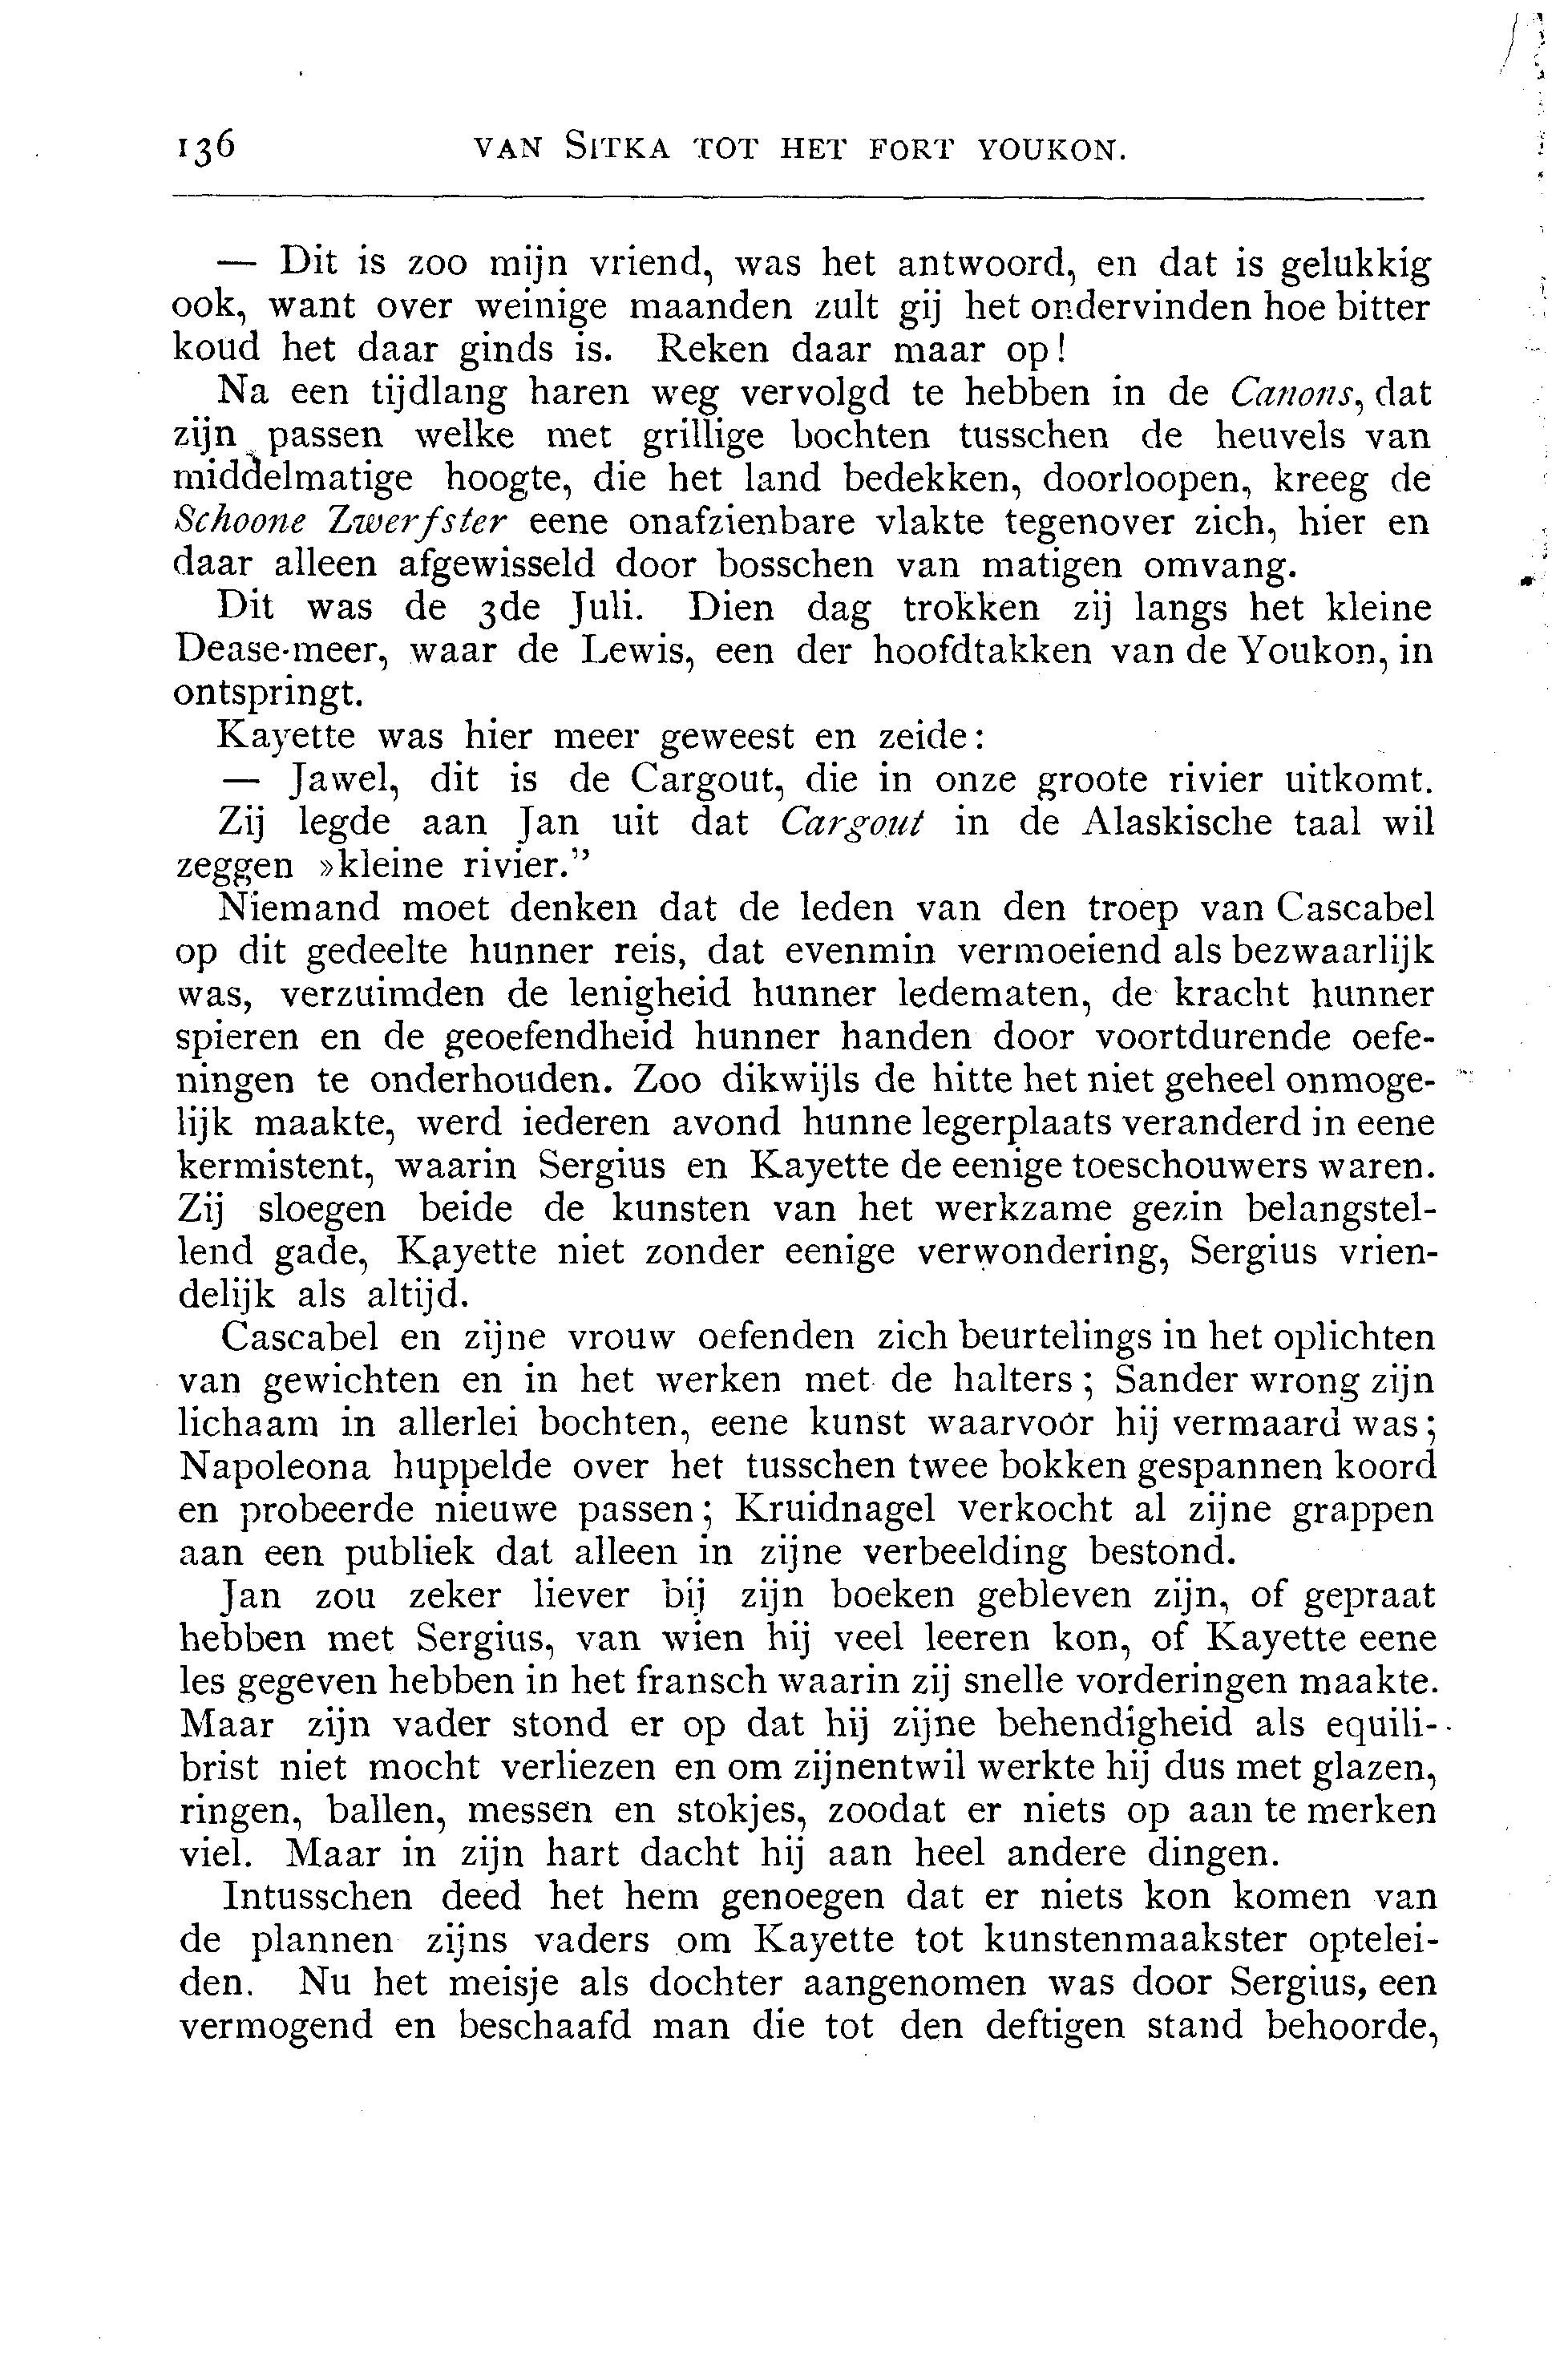 136 VAN SITKA TOT HET FORT YOUKON.
— Dit is zoo mijn vriend, was het antwoord, en dat is gelukkig
ook, want over weinige maanden zult gij het ondervinden hoe bitter
koud het daar ginds is. Reken daar maar op!
Na een tijdlang haren weg vervolgd te hebben in de Canons, dat
zijn passen welke met grillige bochten tusschen de heuvels van
middelmatige hoogte, die het land bedekken, doorloopen, kreeg de
Schoone Zwerfster eene onafzienbare vlakte tegenover zich, hier en
daar alleen afgewisseld door bosschen van matigen omvang.
Dit was de 3de Juli. Dien dag trokken zij langs het kleine
Dease-meer, waar de Lewis, een der hoofdtakken van de Youkon, in
ontspringt.
Kayette was hier meer geweest en zeide:
— Jawel, dit is de Cargout, die in onze groote rivier uitkomt.
Zij legde aan Jan uit dat Cargout in de Alaskische taal wil
zeggen »kleine rivier.”
Niemand moet denken dat de leden van den troep van Cascabel
op dit gedeelte hunner reis, dat evenmin vermoeiend als bezwaarlijk
was, verzuimden de lenigheid hunner ledematen, de kracht hunner
spieren en de geoefendheid hunner handen door voortdurende oefe-
ningen te onderhouden. Zoo dikwijls de hitte het niet geheel onmoge-
lijk maakte, werd iederen avond hunne legerplaats veranderd in eene
kermistent, waarin Sergius en Kayette de eenige toeschouwers waren.
Zij sloegen beide de kunsten van het werkzame gezin belangstel-
lend gade, Kayette niet zonder eenige verwondering, Sergius vrien-
delijk als altijd.
Cascabel en zijne vrouw oefenden zich beurtelings in het oplichten
van gewichten en in het werken met de halters; Sander wrong zijn
lichaam in allerlei bochten, eene kunst waarvoor hij vermaard was;
Napoleona huppelde over het tusschen twee bokken gespannen koord
en probeerde nieuwe passen; Kruidnagel verkocht al zijne grappen
aan een publiek dat alleen in zijne verbeelding bestond.
Jan zou zeker liever bij zijn boeken gebleven zijn, of gepraat
hebben met Sergius, van wien hij veel leeren kon, of Kayette eene
les gegeven hebben in het fransch waarin zij snelle vorderingen maakte.
Maar zijn vader stond er op dat hij zijne behendigheid als equili-
brist niet mocht verliezen en om zijnentwil werkte hij dus met glazen,
ringen, ballen, messen en stokjes, zoodat er niets op aan te merken
viel. Maar in zijn hart dacht hij aan heel andere dingen.
Intusschen deed het hem genoegen dat er niets kon komen van
de plannen zijns vaders om Kayette tot kunstenmaakster optelei-
den. Nu het meisje als dochter aangenomen was door Sergius, een
vermogend en beschaafd man die tot den deftigen stand behoorde,